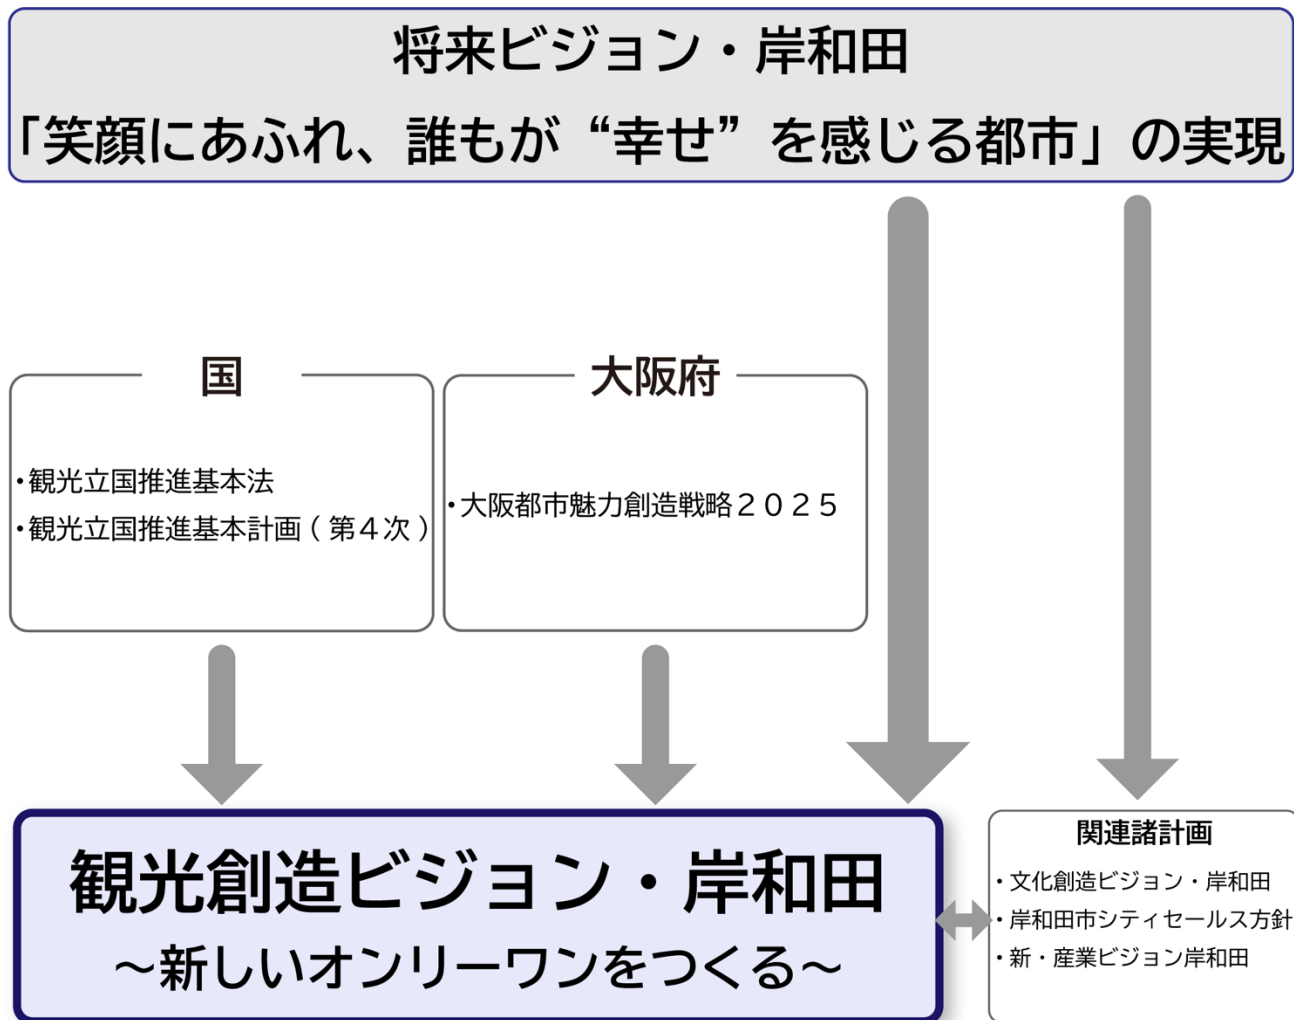 将来ビジョン・岸和田
「笑顔にあふれ、誰もが“幸せ”を感じる都市」の実現
国
・観光立国推進基本法
・観光立国推進基本計画(第４次)
大阪府
・大阪都市魅力創造戦略２０２５
観光創造ビジョン・岸和田
～新しいオンリーワンをつくる～
関連諸計画
・文化創造ビジョン・岸和田
・岸和田市シティセールス方針
・新・産業ビジョン岸和田